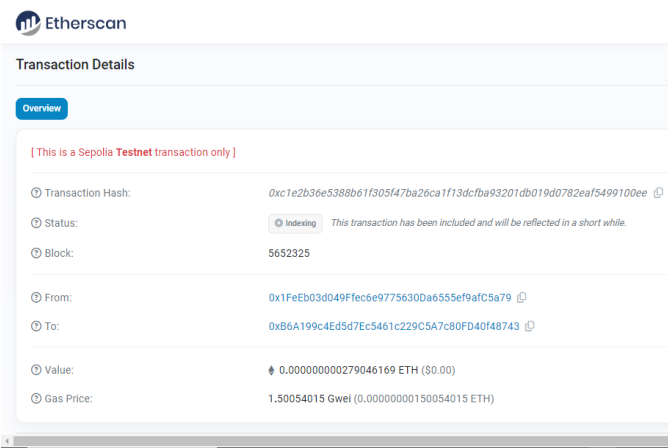 Etherscan
Transaction Details
Overview
[ This is a Sepolia Testnet transaction only ]
Transaction Hash: 0xc1e2b36e5388b61f305f47ba26ca1f13dcfba93201db019d0782eaf5499100ee
Status: Indexing This transaction has been included and will be reflected in a short while.
Block: 5652325
From: 0x1FeEb03d049Ffec6e9775630Da6555ef9afC5a79
To: 0xB6A199c4Ed5d7Ec5461c229C5A7c80FD40f48743
Value: 0.000000000279046169 ETH ($0.00)
Gas Price: 1.50054015 Gwei (0.00000000150054015 ETH)